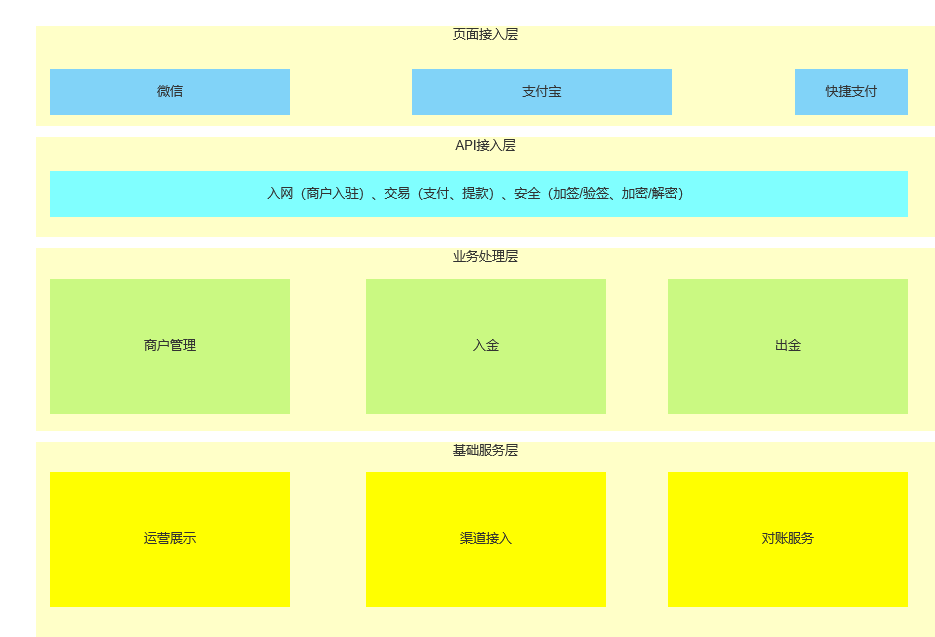 页面接入层
微信
支付宝
快捷支付
API接入层
入网（商户入驻）、交易（支付、提款）、安全（加签/验签、加密/解密）
业务处理层
商户管理
入金
出金
基础服务层
运营展示
渠道接入
对账服务